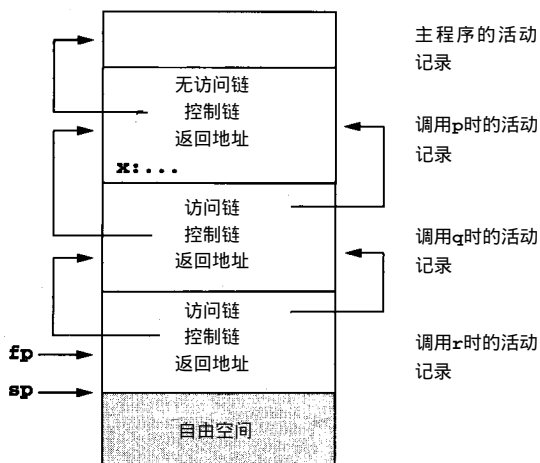 主程序的活动
记录
无访问链
控制链
返回地址
x:...
调用p时的活动
记录
访问链
控制链
返回地址
调用q时的活动
记录
访问链
控制链
返回地址
调用r时的活动
记录
fp
sp
自由空间